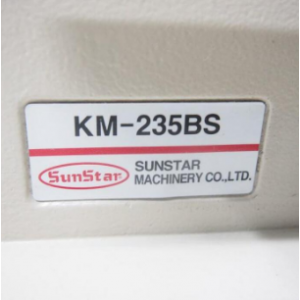 KM-235BS
SunStar
SUNSTAR
MACHINERY CO.,LTD.